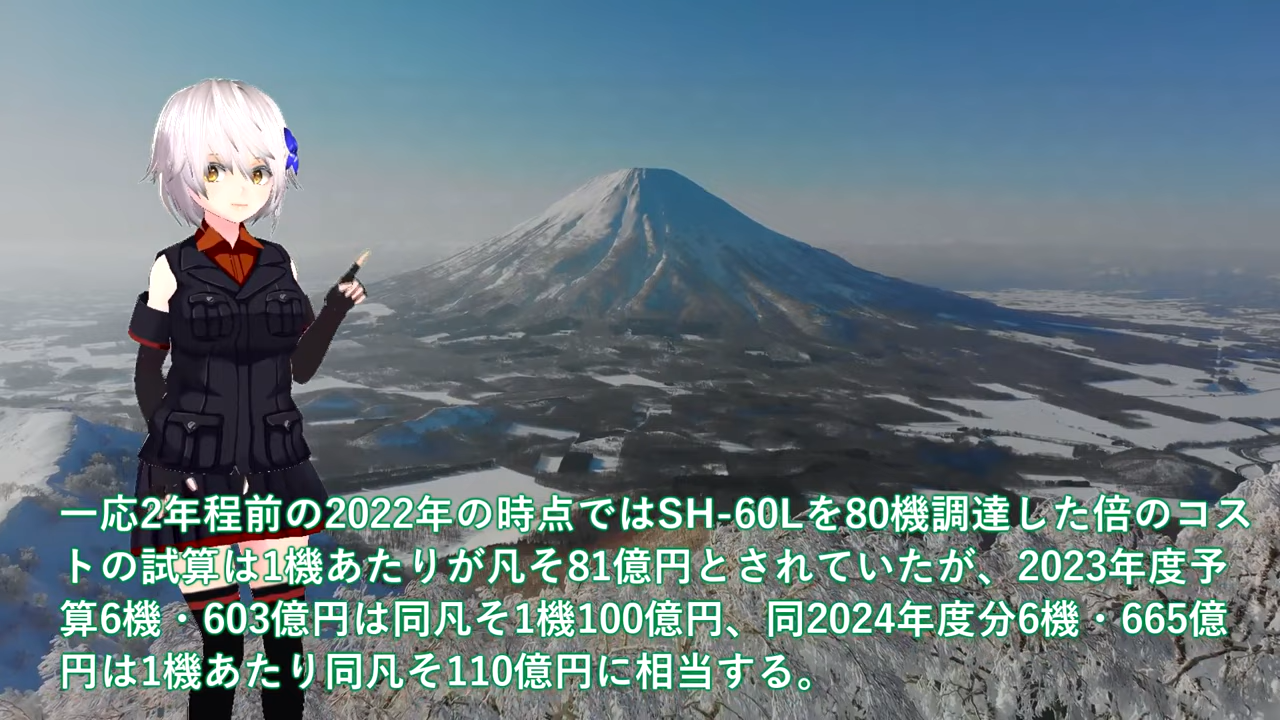 一応2年程前の2022年の時点ではSH-60Lを80機調達した倍のコス
トの試算は1機あたりが凡そ81億円とされていたが、2023年度予
算6機・603億円は同凡そ1機100億円、同2024年度分6機・665億
円は1機あたり同凡そ110億円に相当する。